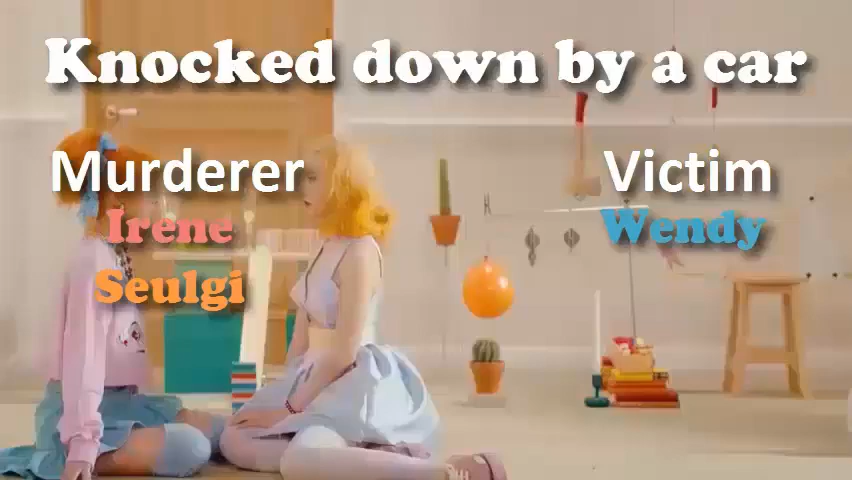 Knocked down by a car
Murderer
Victim
Irene
Wendy
Seulgi